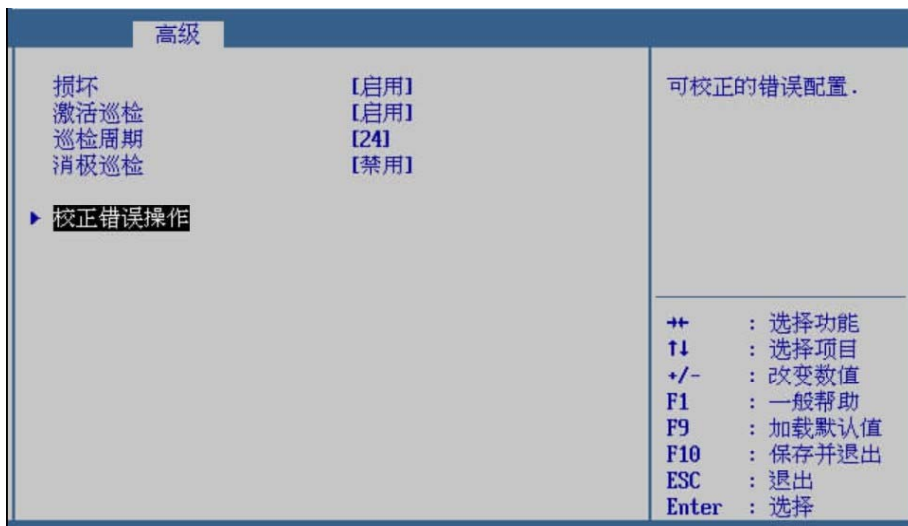 高级
损坏 [启用]
激活巡检 [启用]
巡检周期 [24]
消极巡检 [禁用]
校正错误操作
可校正的错误配置.
→← : 选择功能
↑↓ : 选择项目
+/- : 改变数值
F1 : 一般帮助
F9 : 加载默认值
F10 : 保存并退出
ESC : 退出
Enter : 选择